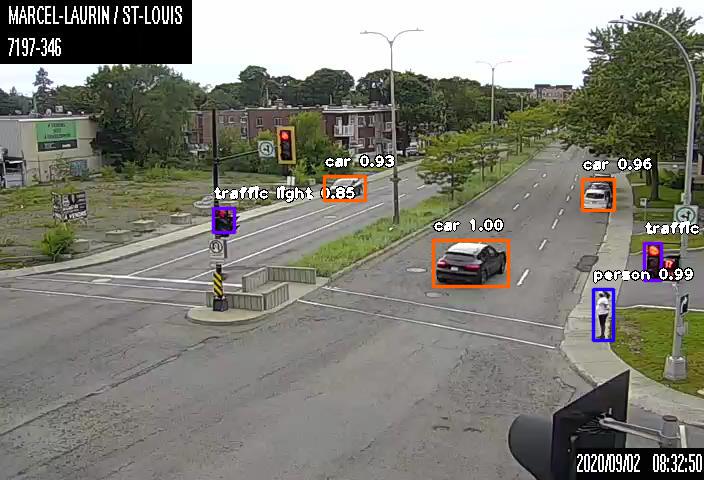 MARCEL-LAURIN / ST-LOUIS
7197-346
car 0.93
car 0.96
traffic light 0.85
car 1.00
traffic
person 0.99
2020/09/02 08:32:50